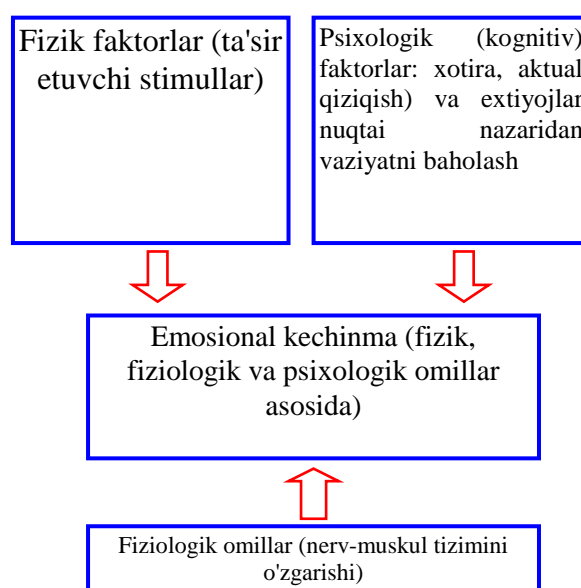 Fizik faktorlar (ta'sir
etuvchi stimullar)
Psixologik (kognitiv)
faktorlar: xotira, aktual
qiziqish) va extiyojlar
nuqtai nazaridan
vaziyatni baholash
Emosional kechinma (fizik,
fiziologik va psixologik omillar
asosida)
Fiziologik omillar (nerv-muskul tizimini
o'zgarishi)